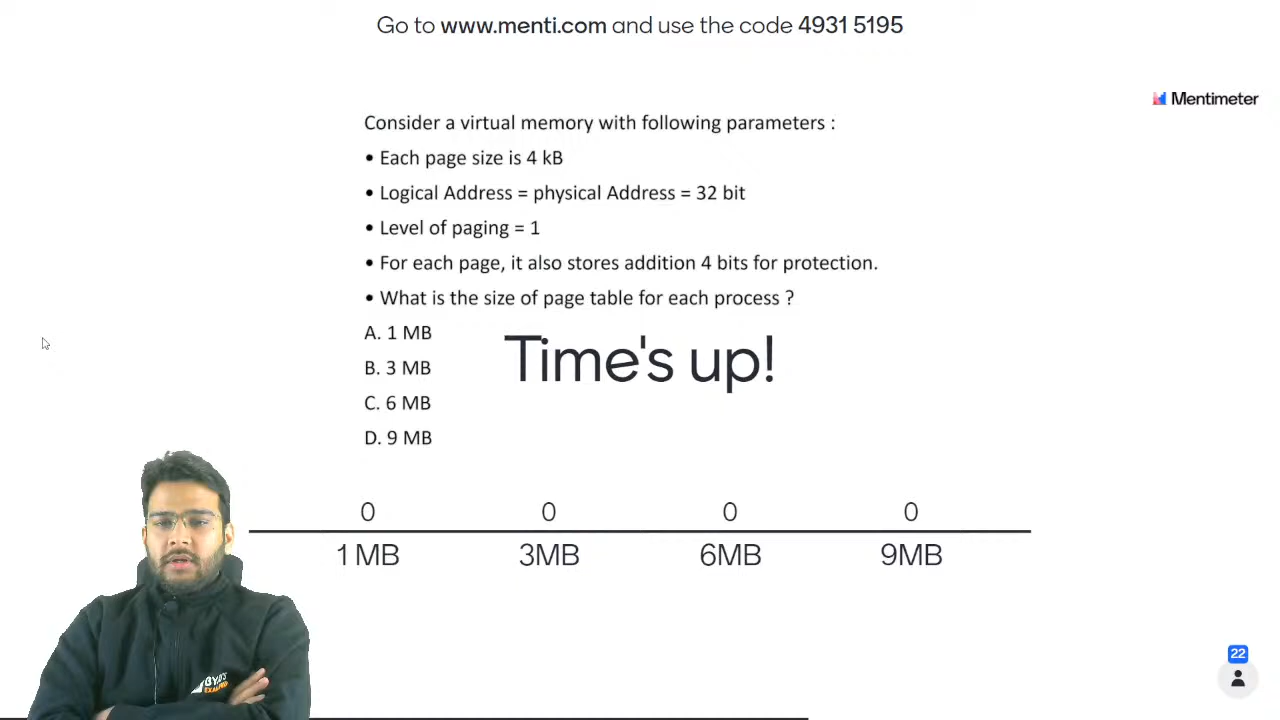 Go to www.menti.com and use the code 4931 5195
Mentimeter
Consider a virtual memory with following parameters :
• Each page size is 4 kB
• Logical Address = physical Address = 32 bit
• Level of paging = 1
• For each page, it also stores addition 4 bits for protection.
• What is the size of page table for each process ?
A. 1 MB
B. 3 MB
C. 6 MB
D. 9 MB
Time's up!
0 0 0 0
1 MB 3MB 6MB 9MB
BYJU'S
EXAM PREP
22